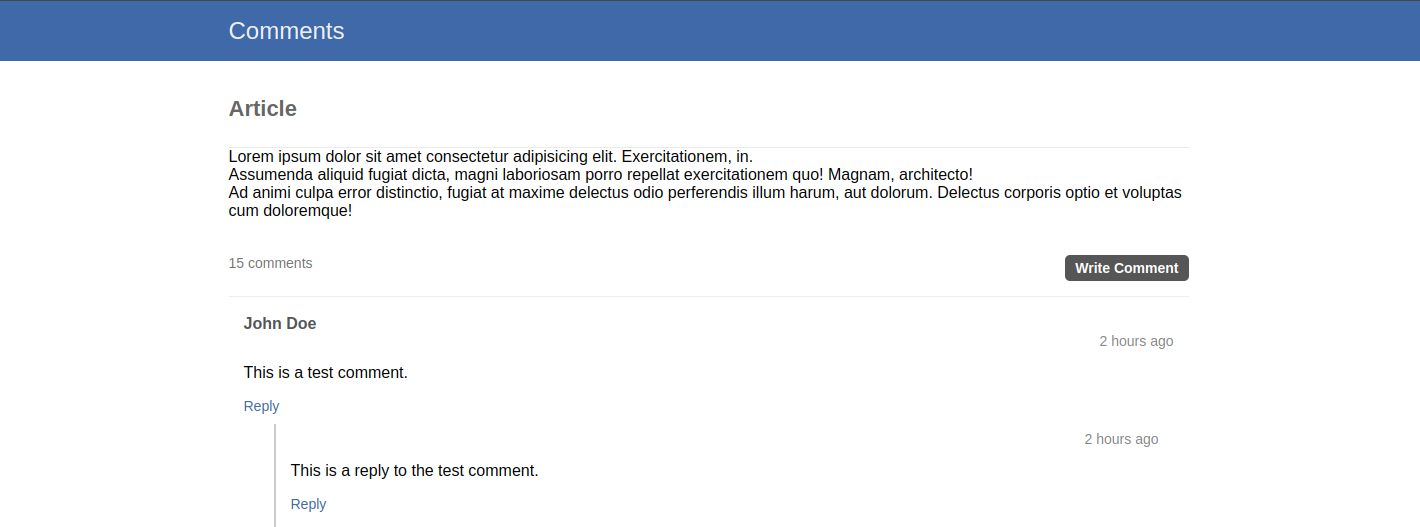 Comments
Article
Lorem ipsum dolor sit amet consectetur adipisicing elit. Exercitationem, in.
Assumenda aliquid fugiat dicta, magni laboriosam porro repellat exercitationem quo! Magnam, architecto!
Ad animi culpa error distinctio, fugiat at maxime delectus odio perferendis illum harum, aut dolorum. Delectus corporis optio et voluptas
cum doloremque!
15 comments
Write Comment
John Doe
2 hours ago
This is a test comment.
Reply
2 hours ago
This is a reply to the test comment.
Reply